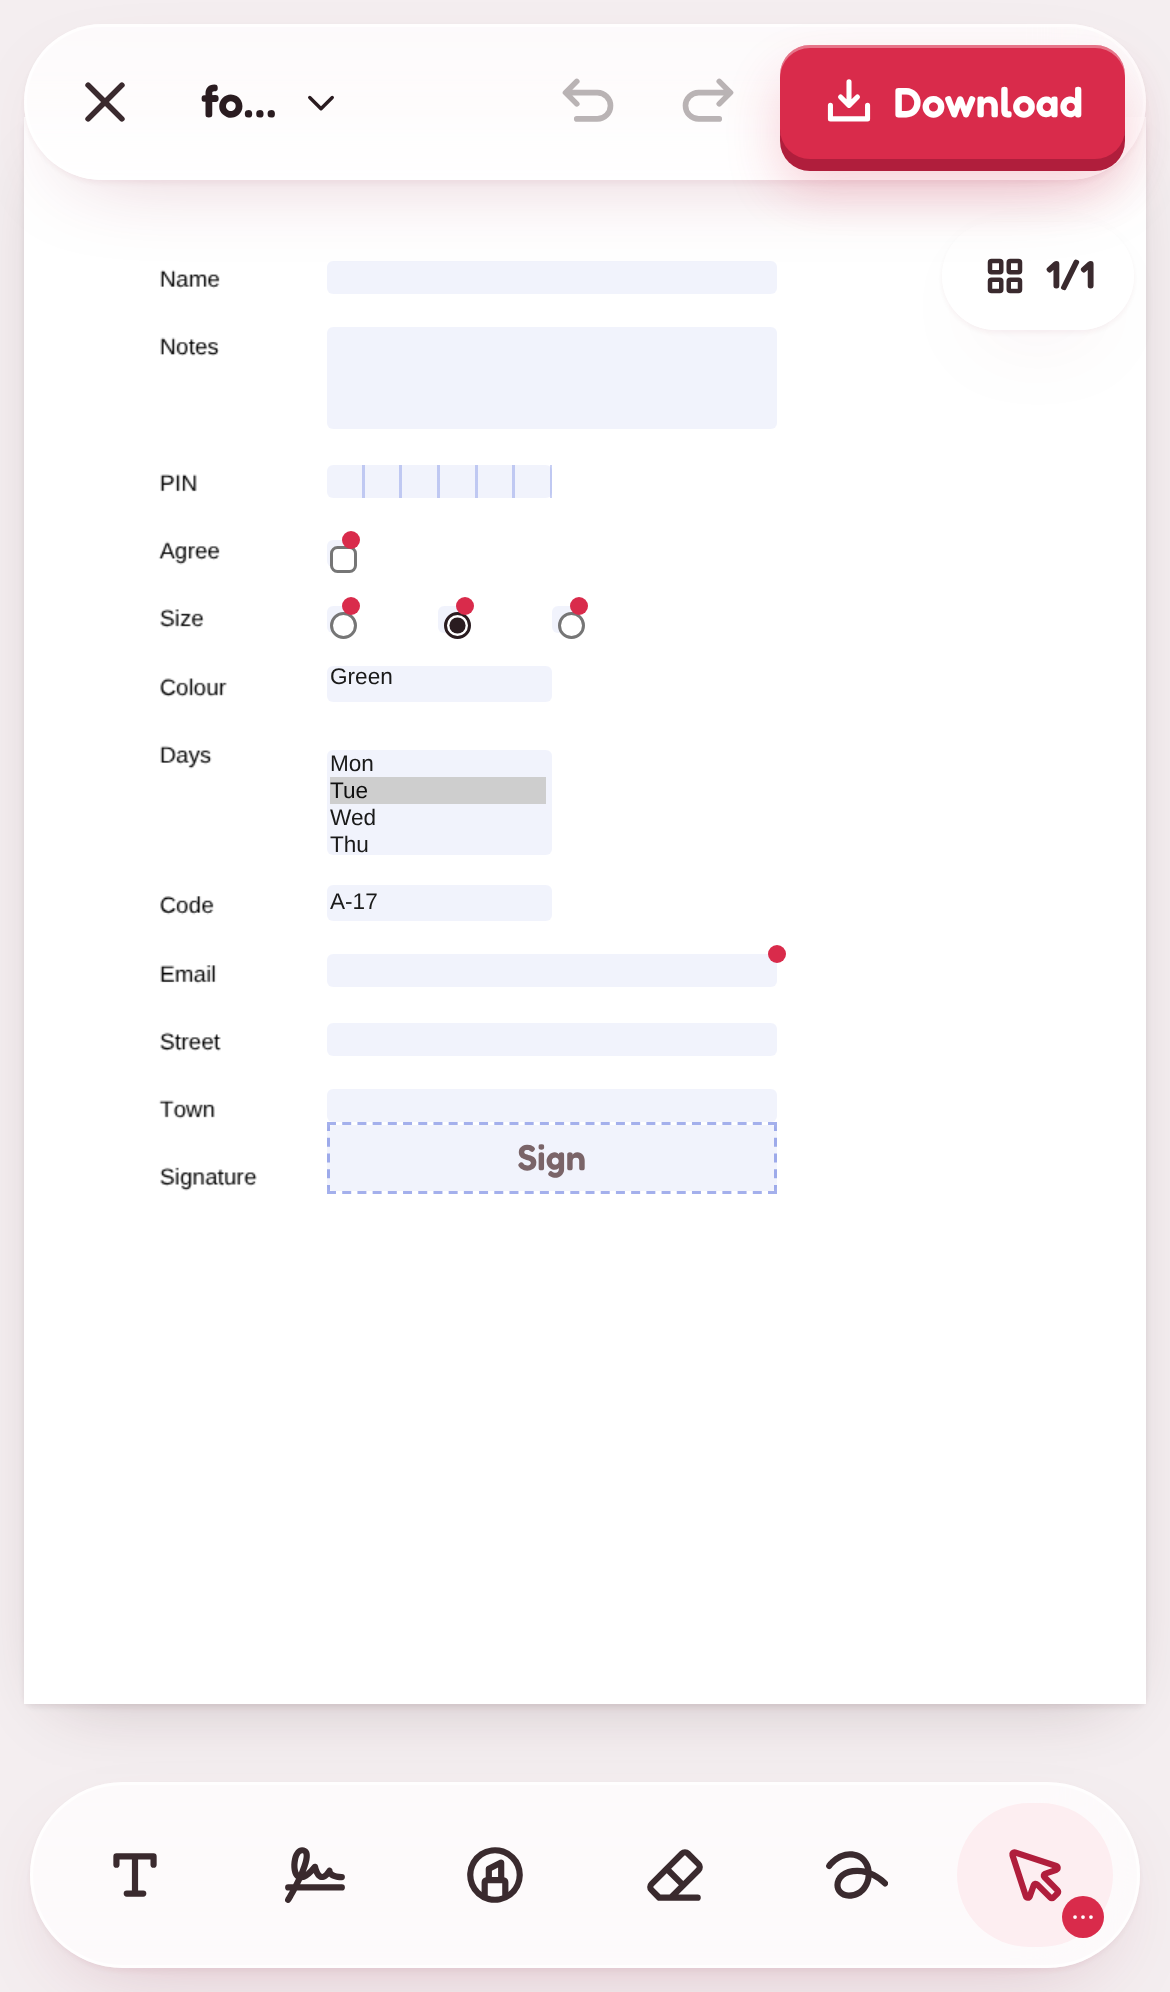 fo...
Download
1/1
Name
Notes
PIN
Agree
Size
Colour
Green
Days
Mon
Tue
Wed
Thu
Code
A-17
Email
Street
Town
Signature
Sign